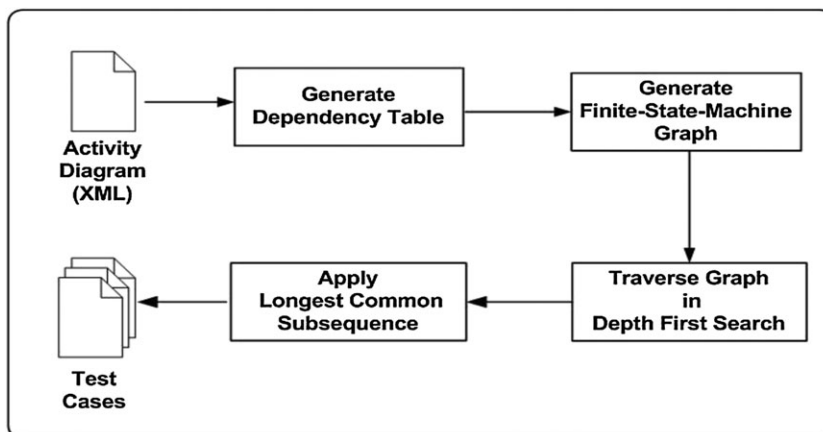 Activity
Diagram
(XML)
Generate
Dependency Table
Generate
Finite-State-Machine
Graph
Traverse Graph
in
Depth First Search
Apply
Longest Common
Subsequence
Test
Cases